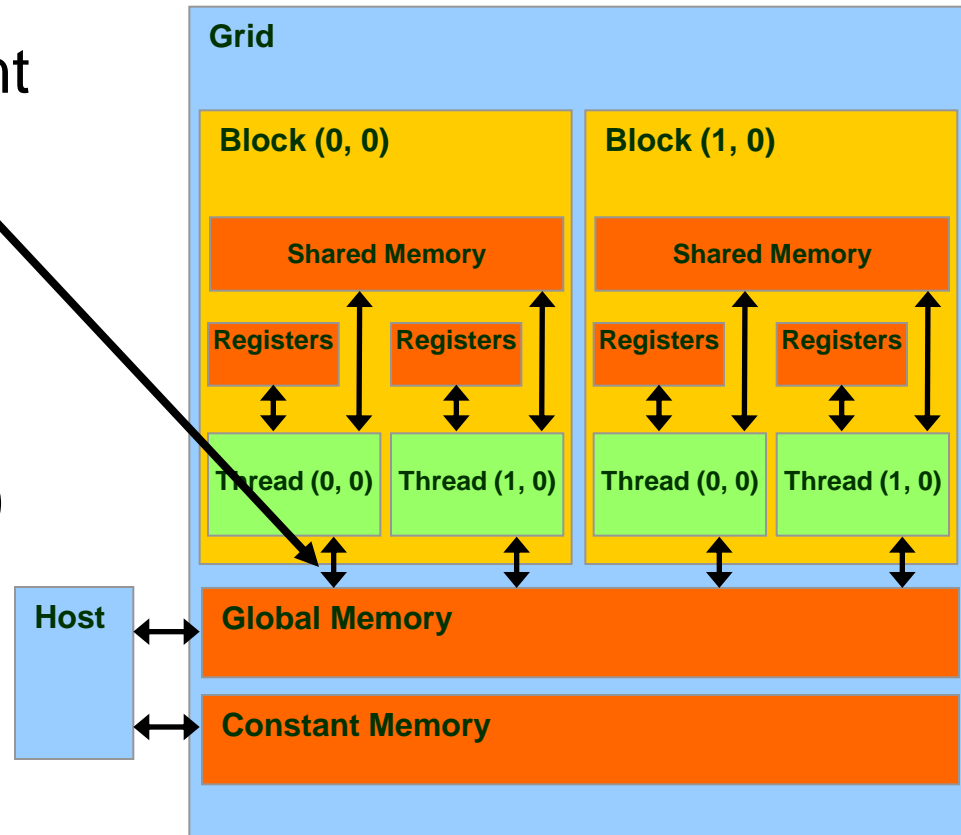 nt
)
Grid
Block (0, 0)
Block (1, 0)
Shared Memory
Shared Memory
Registers
Registers
Registers
Registers
Thread (0, 0)
Thread (1, 0)
Thread (0, 0)
Thread (1, 0)
Host
Global Memory
Constant Memory